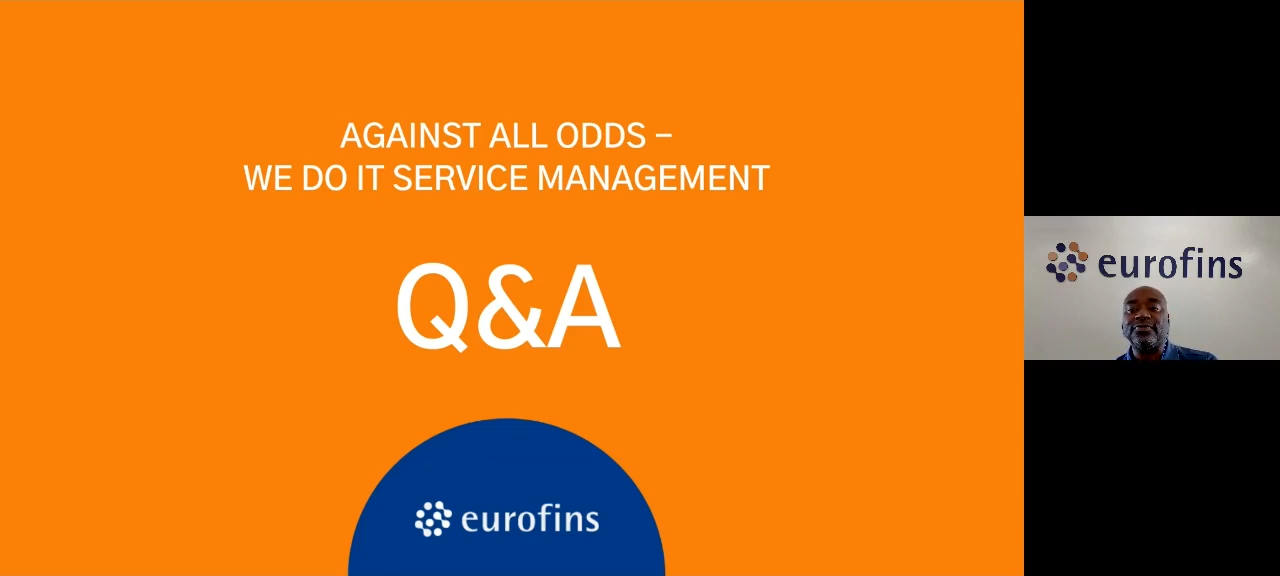 AGAINST ALL ODDS –
WE DO IT SERVICE MANAGEMENT
Q&A
eurofins
eurofins